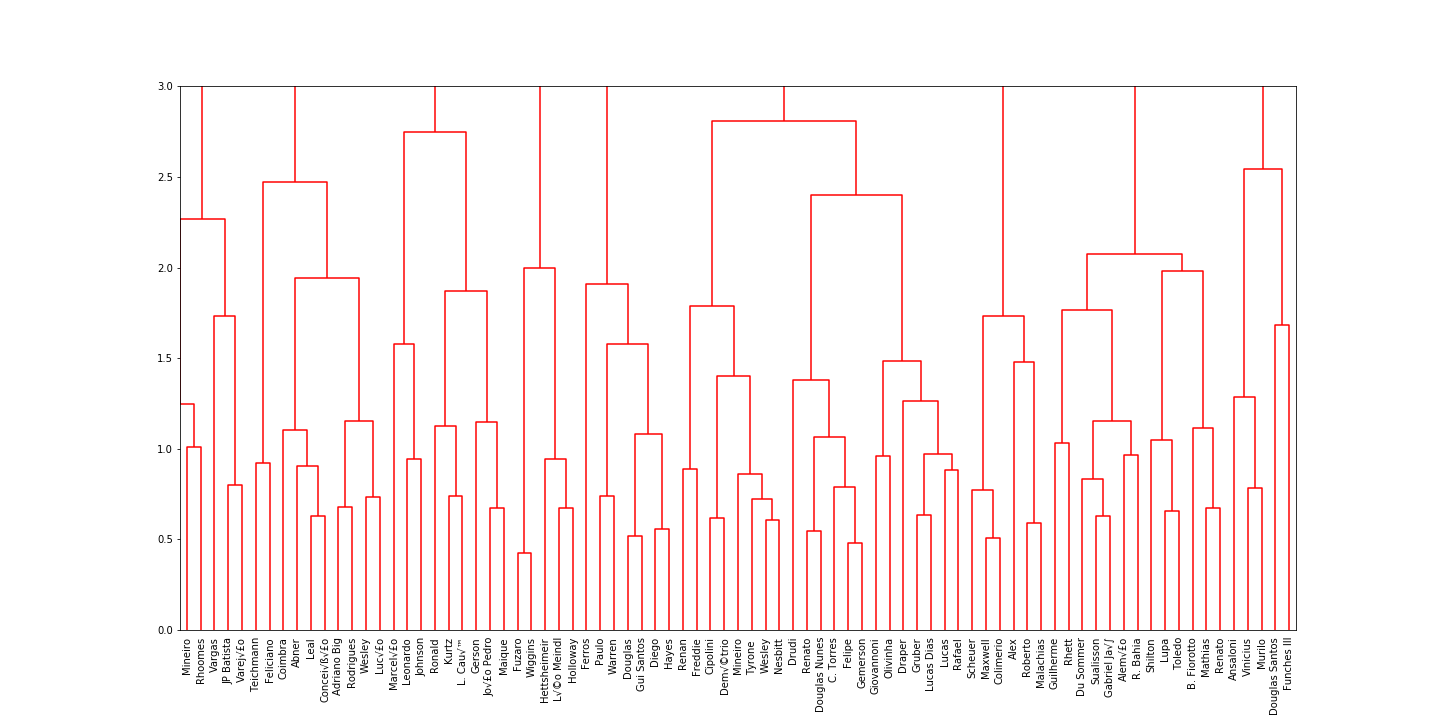 3.0
2.5
2.0
1.5
1.0
0.5
0.0
Mineiro
Rhoomes
Vargas
JP Batista
Varej√£o
Teichmann
Feliciano
Coimbra
Abner
Leal
Concei√ß√£o
Adriano Big
Rodrigues
Wesley
Luc√£o
Marcel√£o
Leonardo
Johnson
Ronald
Kurtz
L. Cau√™
Gerson
Jo√£o Pedro
Maique
Fuzaro
Wiggins
Hettsheimeir
L√©o Meindl
Holloway
Ferros
Paulo
Warren
Douglas
Gui Santos
Diego
Hayes
Renan
Freddie
Cipolini
Dem√©trio
Mineiro
Tyrone
Wesley
Nesbitt
Drudi
Renato
Douglas Nunes
C. Torres
Felipe
Gemerson
Giovannoni
Olivinha
Draper
Gruber
Lucas Dias
Lucas
Rafael
Scheuer
Maxwell
Colimerio
Alex
Roberto
Malachias
Guilherme
Rhett
Du Sommer
Sualisson
Gabriel Ja√∫
Alem√£o
R. Bahia
Shilton
Lupa
Toledo
B. Fiorotto
Mathias
Renato
Ansaloni
Vinicius
Murilo
Douglas Santos
Funches III